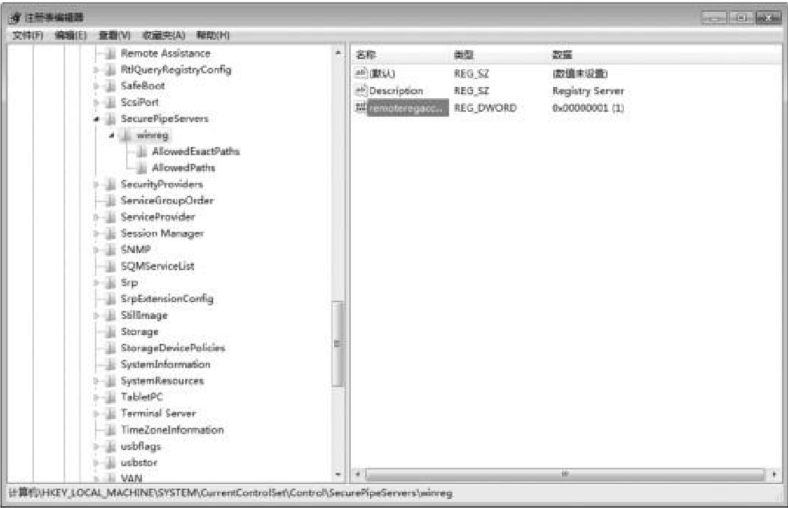 注册表编辑器
文件(F) 编辑(E) 查看(V) 收藏夹(A) 帮助(H)
Remote Assistance
RtlQueryRegistryConfig
SafeBoot
ScsiPort
SecurePipeServers
winreg
AllowedExactPaths
AllowedPaths
SecurityProviders
ServiceGroupOrder
ServiceProvider
Session Manager
SNMP
SQMServiceList
Srp
SrpExtensionConfig
StillImage
Storage
StorageDevicePolicies
SystemInformation
SystemResources
TabletPC
Terminal Server
TimeZoneInformation
usbflags
usbstor
VAN
名称 类型 数据
(默认) REG_SZ (数值未设置)
Description REG_SZ Registry Server
remoteregacc... REG_DWORD 0x00000001 (1)
计算机\HKEY_LOCAL_MACHINE\SYSTEM\CurrentControlSet\Control\SecurePipeServers\winreg